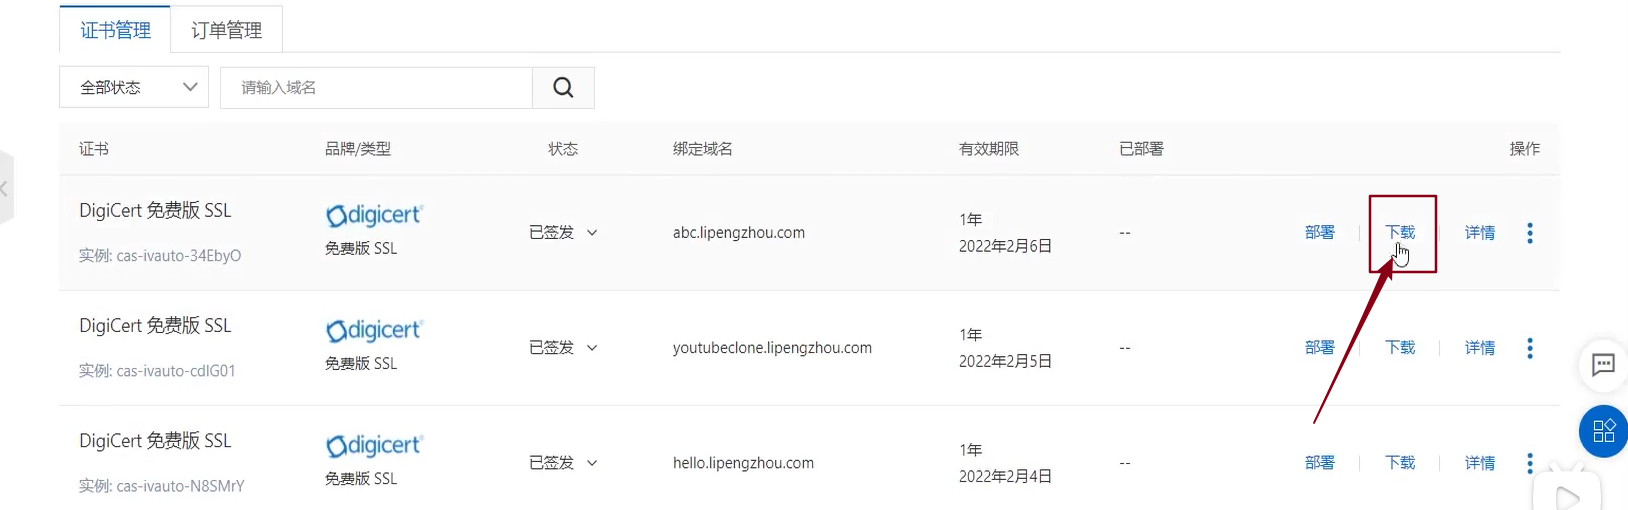 证书管理 订单管理
全部状态 请输入域名
证书 品牌/类型 状态 绑定域名 有效期限 已部署 操作
DigiCert 免费版 SSL
实例: cas-ivauto-34EbyO
digicert
免费版 SSL
已签发
abc.lipengzhou.com
1年
2022年2月6日
--
部署 下载 详情
DigiCert 免费版 SSL
实例: cas-ivauto-cdIG01
digicert
免费版 SSL
已签发
youtubeclone.lipengzhou.com
1年
2022年2月5日
--
部署 下载 详情
DigiCert 免费版 SSL
实例: cas-ivauto-N8SMrY
digicert
免费版 SSL
已签发
hello.lipengzhou.com
1年
2022年2月4日
--
部署 下载 详情